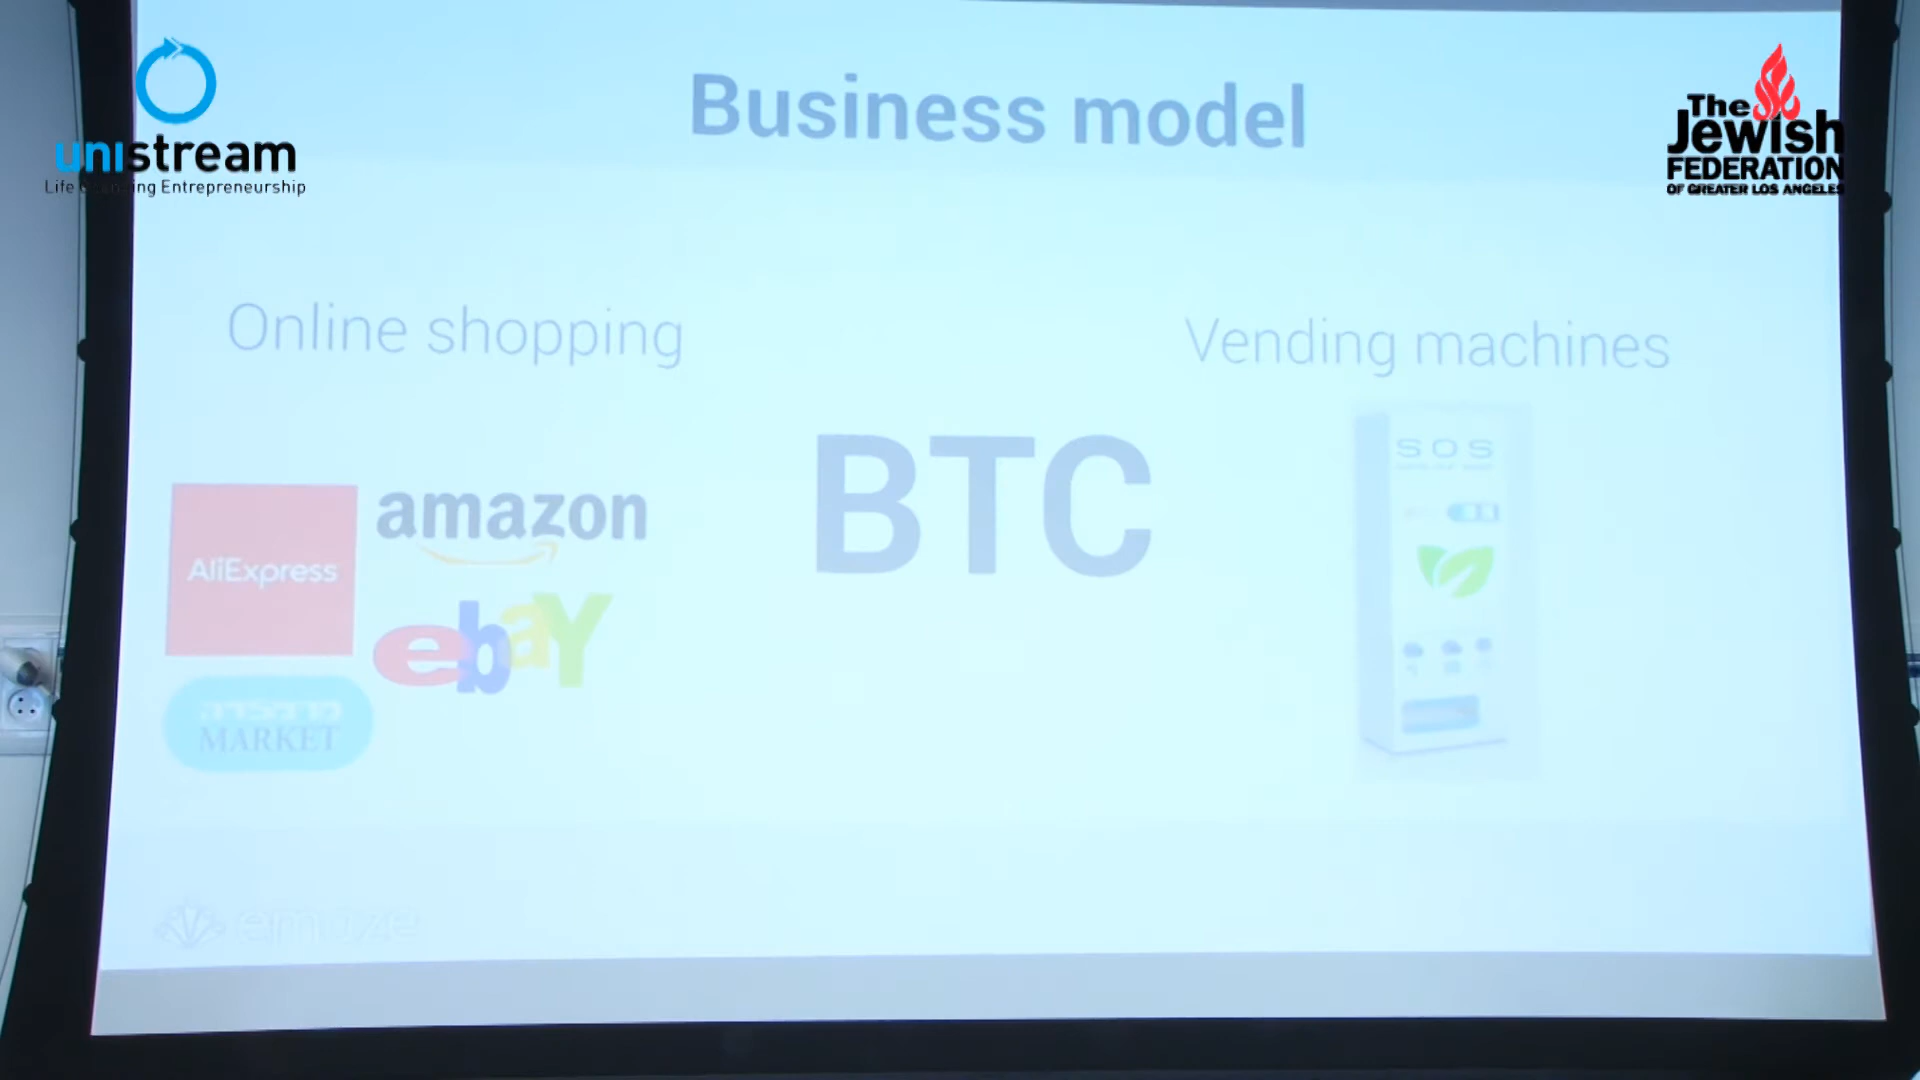 Business model
unistream
Life
Entrepreneurship
The
Jewish
FEDERATION
OF GREATER LOS ANGELES
Online shopping
Vending machines
BTC
AliExpress
amazon
ebay
MARKET
SOS
emaze